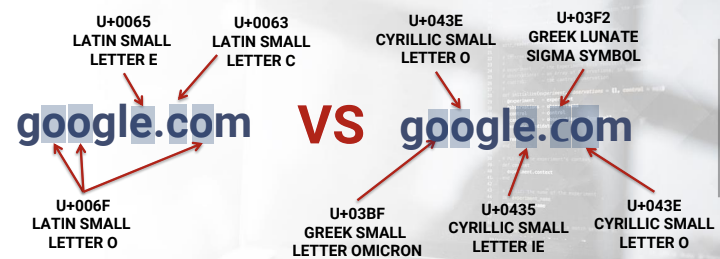 U+0065
LATIN SMALL
LETTER E
U+0063
LATIN SMALL
LETTER C
google.com
U+006F
LATIN SMALL
LETTER O
VS
U+043E
CYRILLIC SMALL
LETTER O
U+03F2
GREEK LUNATE
SIGMA SYMBOL
gοоglе.ϲоm
U+03BF
GREEK SMALL
LETTER OMICRON
U+0435
CYRILLIC SMALL
LETTER IE
U+043E
CYRILLIC SMALL
LETTER O